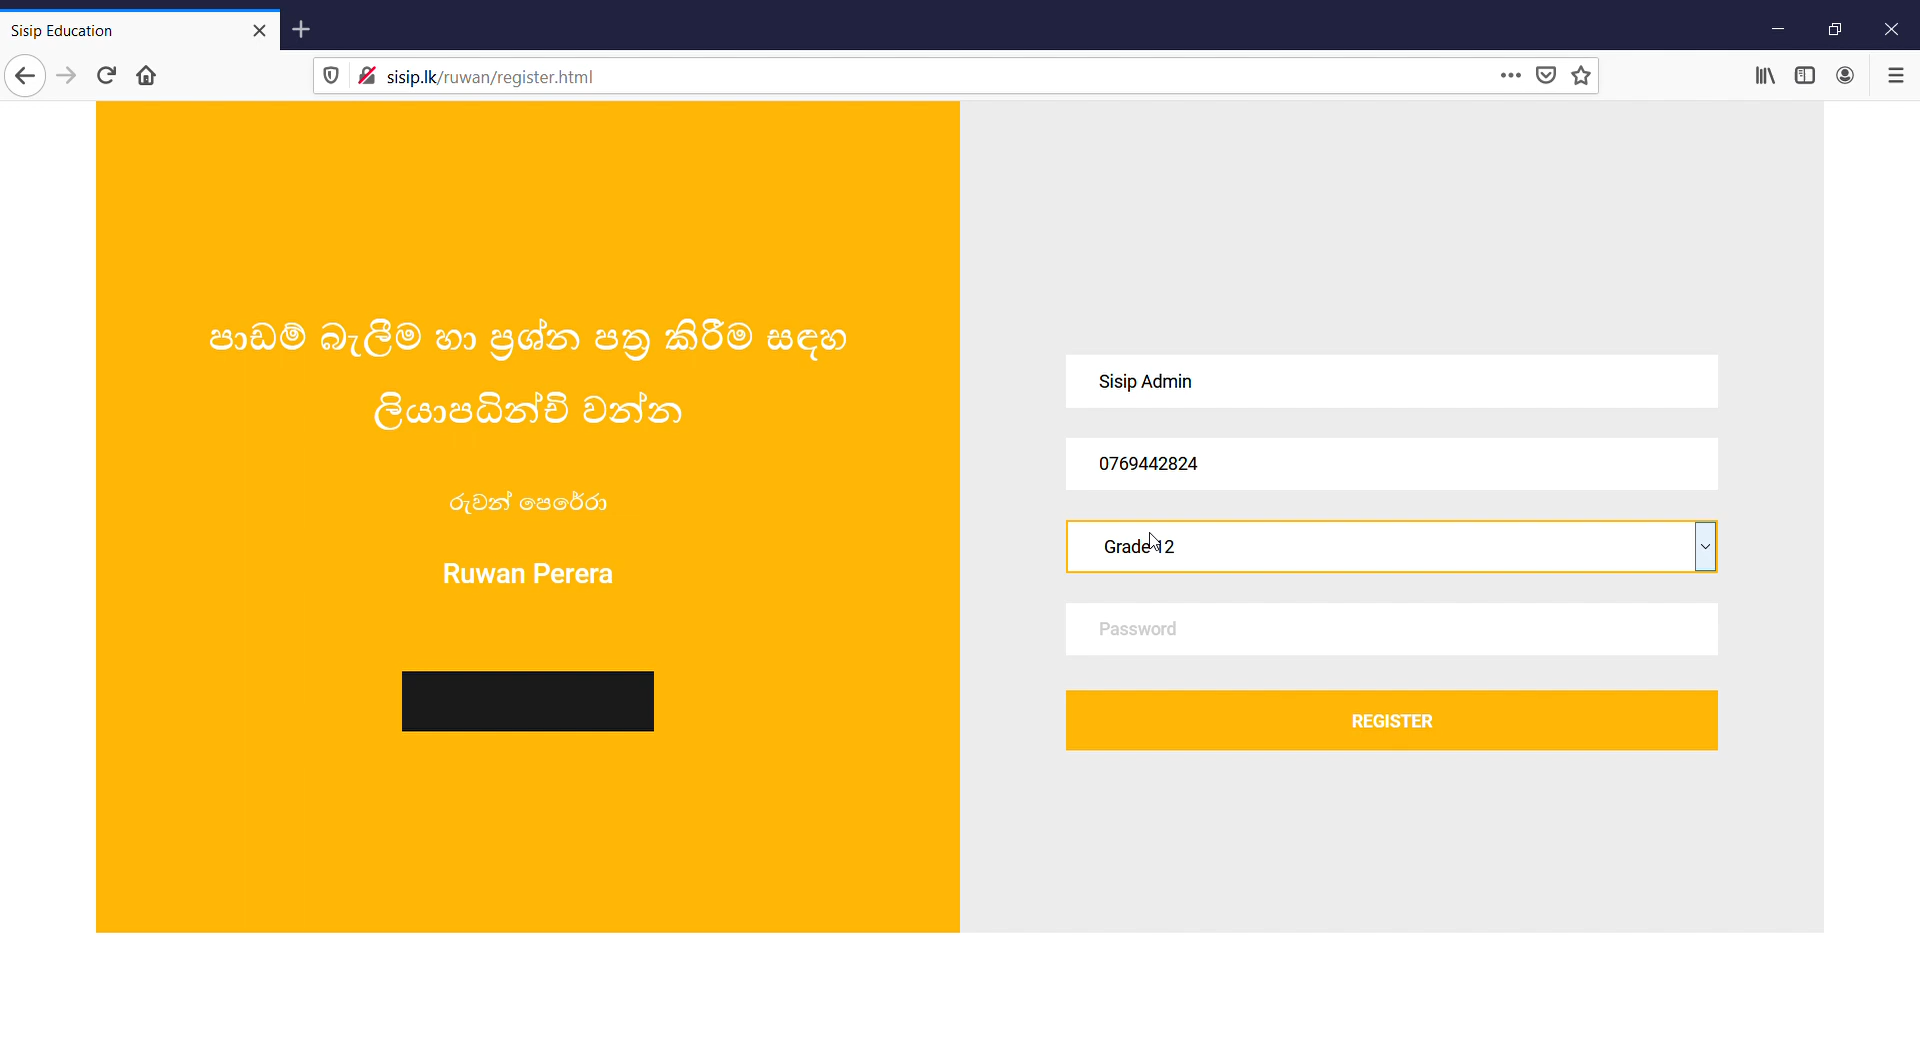 Sisip Education
sisip.lk/ruwan/register.html
පාඩම් බැලීම හා ප්‍රශ්න පත්‍ර කිරීම සඳහ
ලියාපධින්චි වන්න
රුවන් පෙරේරා
Ruwan Perera
Sisip Admin
0769442824
Grade 12
Password
REGISTER